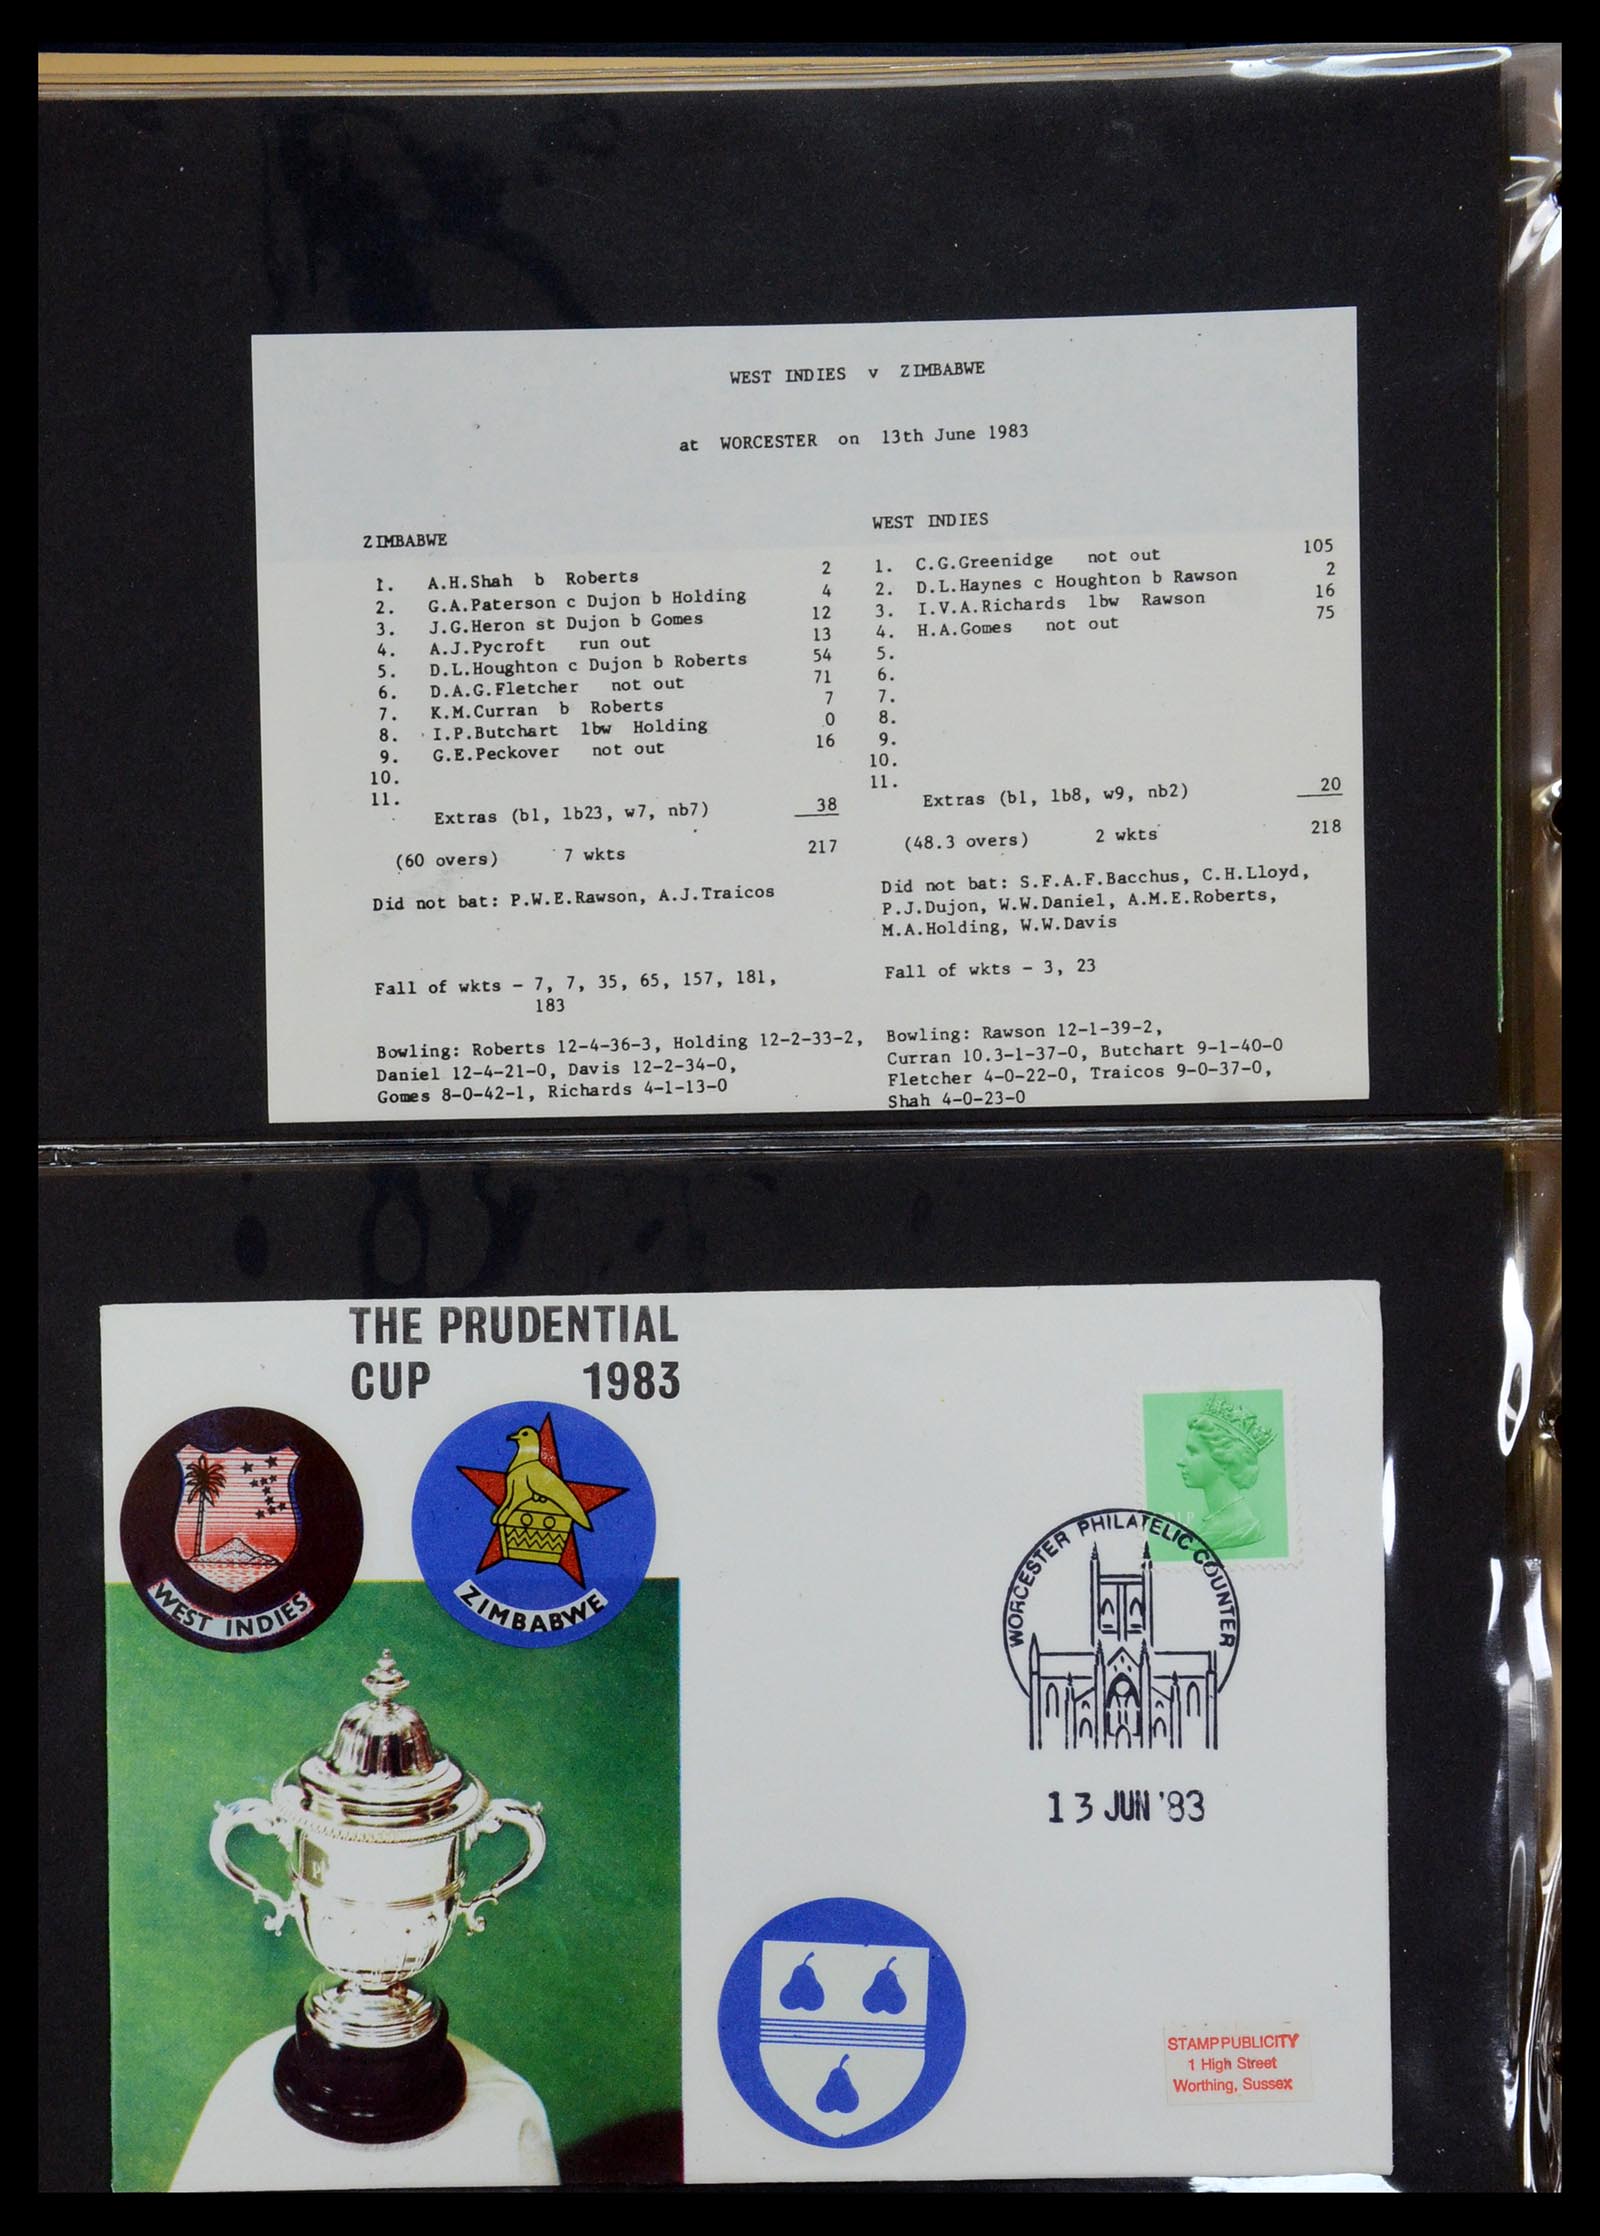 WEST INDIES v ZIMBABWE
at WORCESTER on 13th June 1983
ZIMBABWE
1. A.H.Shah b Roberts 2
2. G.A.Paterson c Dujon b Holding 4
3. J.G.Heron st Dujon b Gomes 12
4. A.J.Pycroft run out 13
5. D.L.Houghton c Dujon b Roberts 54
6. D.A.G.Fletcher not out 71
7. K.M.Curran b Roberts 7
8. I.P.Butchart lbw Holding 0
9. G.E.Peckover not out 16
10.
11.
Extras (b1, lb23, w7, nb7) 38
(60 overs) 7 wkts 217
Did not bat: P.W.E.Rawson, A.J.Traicos
Fall of wkts - 7, 7, 35, 65, 157, 181,
183
Bowling: Roberts 12-4-36-3, Holding 12-2-33-2,
Daniel 12-4-21-0, Davis 12-2-34-0,
Gomes 8-0-42-1, Richards 4-1-13-0
WEST INDIES
1. C.G.Greenidge not out 105
2. D.L.Haynes c Houghton b Rawson 2
3. I.V.A.Richards lbw Rawson 16
4. H.A.Gomes not out 75
5.
6.
7.
8.
9.
10.
11.
Extras (b1, lb8, w9, nb2) 20
(48.3 overs) 2 wkts 218
Did not bat: S.F.A.F.Bacchus, C.H.Lloyd,
P.J.Dujon, W.W.Daniel, A.M.E.Roberts,
M.A.Holding, W.W.Davis
Fall of wkts - 3, 23
Bowling: Rawson 12-1-39-2,
Curran 10.3-1-37-0, Butchart 9-1-40-0
Fletcher 4-0-22-0, Traicos 9-0-37-0,
Shah 4-0-23-0
THE PRUDENTIAL
CUP 1983
WEST INDIES
ZIMBABWE
WORCESTER PHILATELIC COUNTER
13 JUN '83
STAMP PUBLICITY
1 High Street
Worthing, Sussex